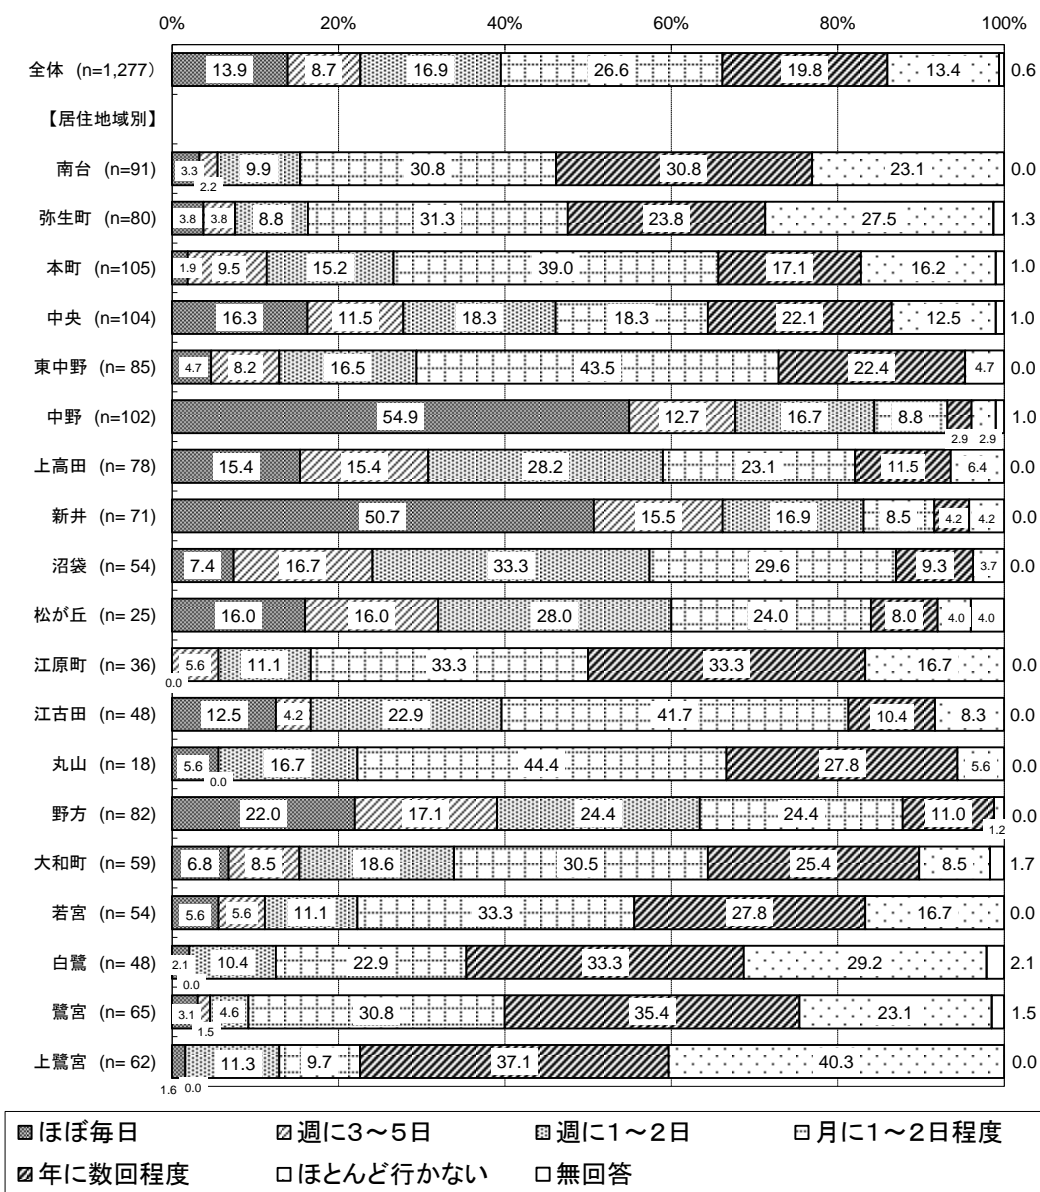 0% 20% 40% 60% 80% 100%
全体 (n=1,277) 13.9 8.7 16.9 26.6 19.8 13.4 0.6
【居住地域別】
南台 (n=91) 3.3 2.2 9.9 30.8 30.8 23.1 0.0
弥生町 (n=80) 3.8 3.8 8.8 31.3 23.8 27.5 1.3
本町 (n=105) 1.9 9.5 15.2 39.0 17.1 16.2 1.0
中央 (n=104) 16.3 11.5 18.3 18.3 22.1 12.5 1.0
東中野 (n= 85) 4.7 8.2 16.5 43.5 22.4 4.7 0.0
中野 (n=102) 54.9 12.7 16.7 8.8 2.9 2.9 1.0
上高田 (n= 78) 15.4 15.4 28.2 23.1 11.5 6.4 0.0
新井 (n= 71) 50.7 15.5 16.9 8.5 4.2 4.2 0.0
沼袋 (n= 54) 7.4 16.7 33.3 29.6 9.3 3.7 0.0
松が丘 (n= 25) 16.0 16.0 28.0 24.0 8.0 4.0 4.0
江原町 (n= 36) 0.0 5.6 11.1 33.3 33.3 16.7 0.0
江古田 (n= 48) 12.5 4.2 22.9 41.7 10.4 8.3 0.0
丸山 (n= 18) 5.6 0.0 16.7 44.4 27.8 5.6 0.0
野方 (n= 82) 22.0 17.1 24.4 24.4 11.0 1.2 0.0
大和町 (n= 59) 6.8 8.5 18.6 30.5 25.4 8.5 1.7
若宮 (n= 54) 5.6 5.6 11.1 33.3 27.8 16.7 0.0
白鷺 (n= 48) 2.1 0.0 10.4 22.9 33.3 29.2 2.1
鷺宮 (n= 65) 3.1 1.5 4.6 30.8 35.4 23.1 1.5
上鷺宮 (n= 62) 1.6 0.0 11.3 9.7 37.1 40.3 0.0
ほぼ毎日 週に3～5日 週に1～2日 月に1～2日程度
年に数回程度 ほとんど行かない 無回答